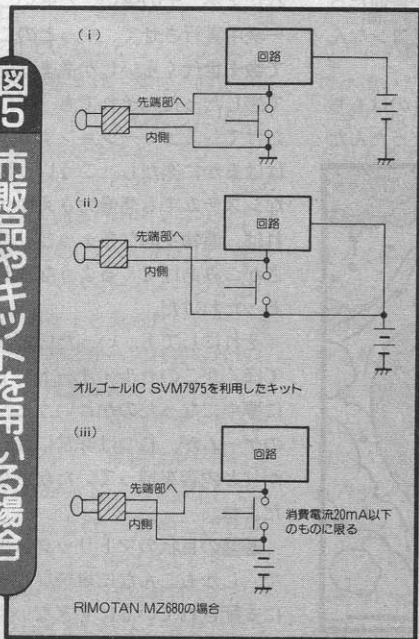 図5 市販品やキットを用いる場合
(i)
回路
先端部へ
内側
(ii)
回路
先端部へ
内側
オルゴールIC SVM7975を利用したキット
(iii)
回路
先端部へ
内側
消費電流20mA以下
のものに限る
RIMOTAN MZ680の場合